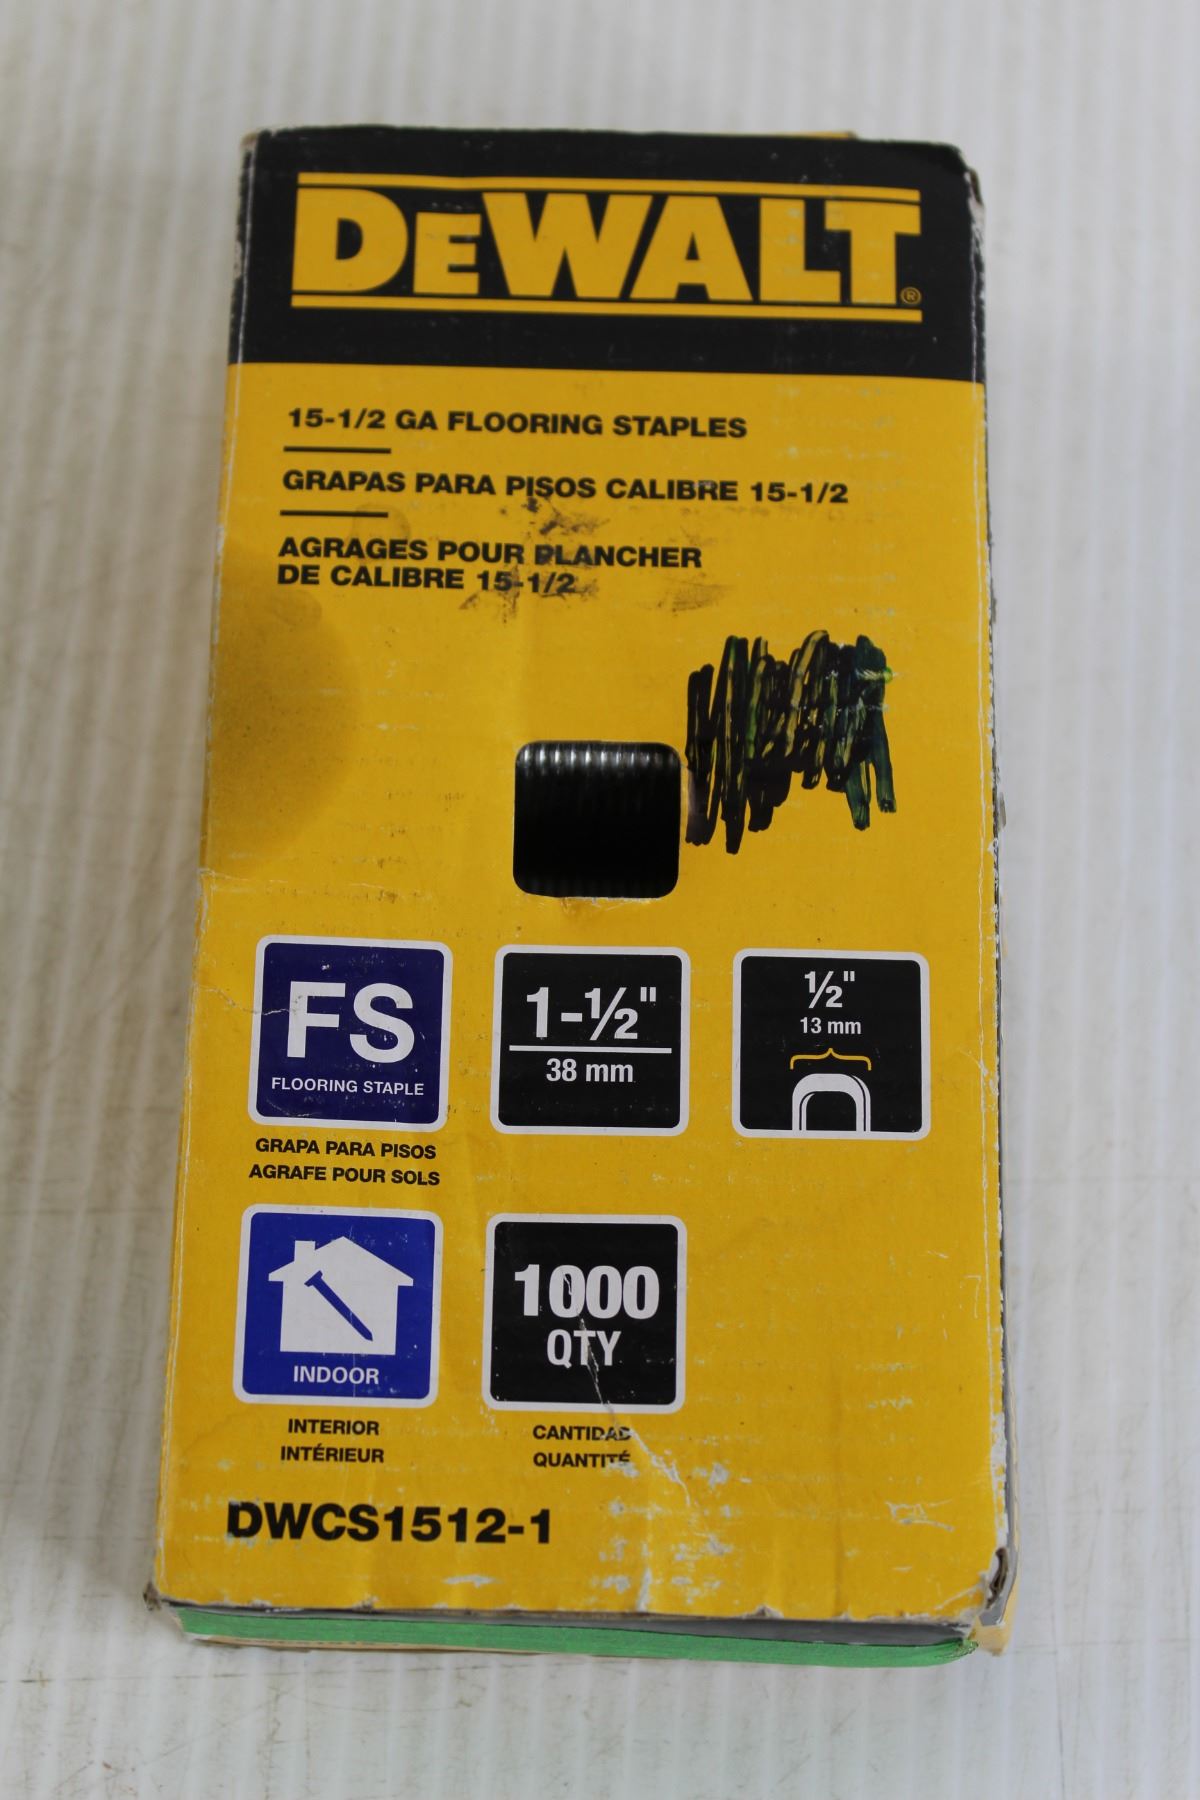 DEWALT®
15-1/2 GA FLOORING STAPLES
GRAPAS PARA PISOS CALIBRE 15-1/2
AGRAGES POUR PLANCHER
DE CALIBRE 15-1/2
FS
FLOORING STAPLE
GRAPA PARA PISOS
AGRAFE POUR SOLS
1-½"
38 mm
½"
13 mm
INDOOR
INTERIOR
INTÉRIEUR
1000
QTY
CANTIDAD
QUANTITÉ
DWCS1512-1